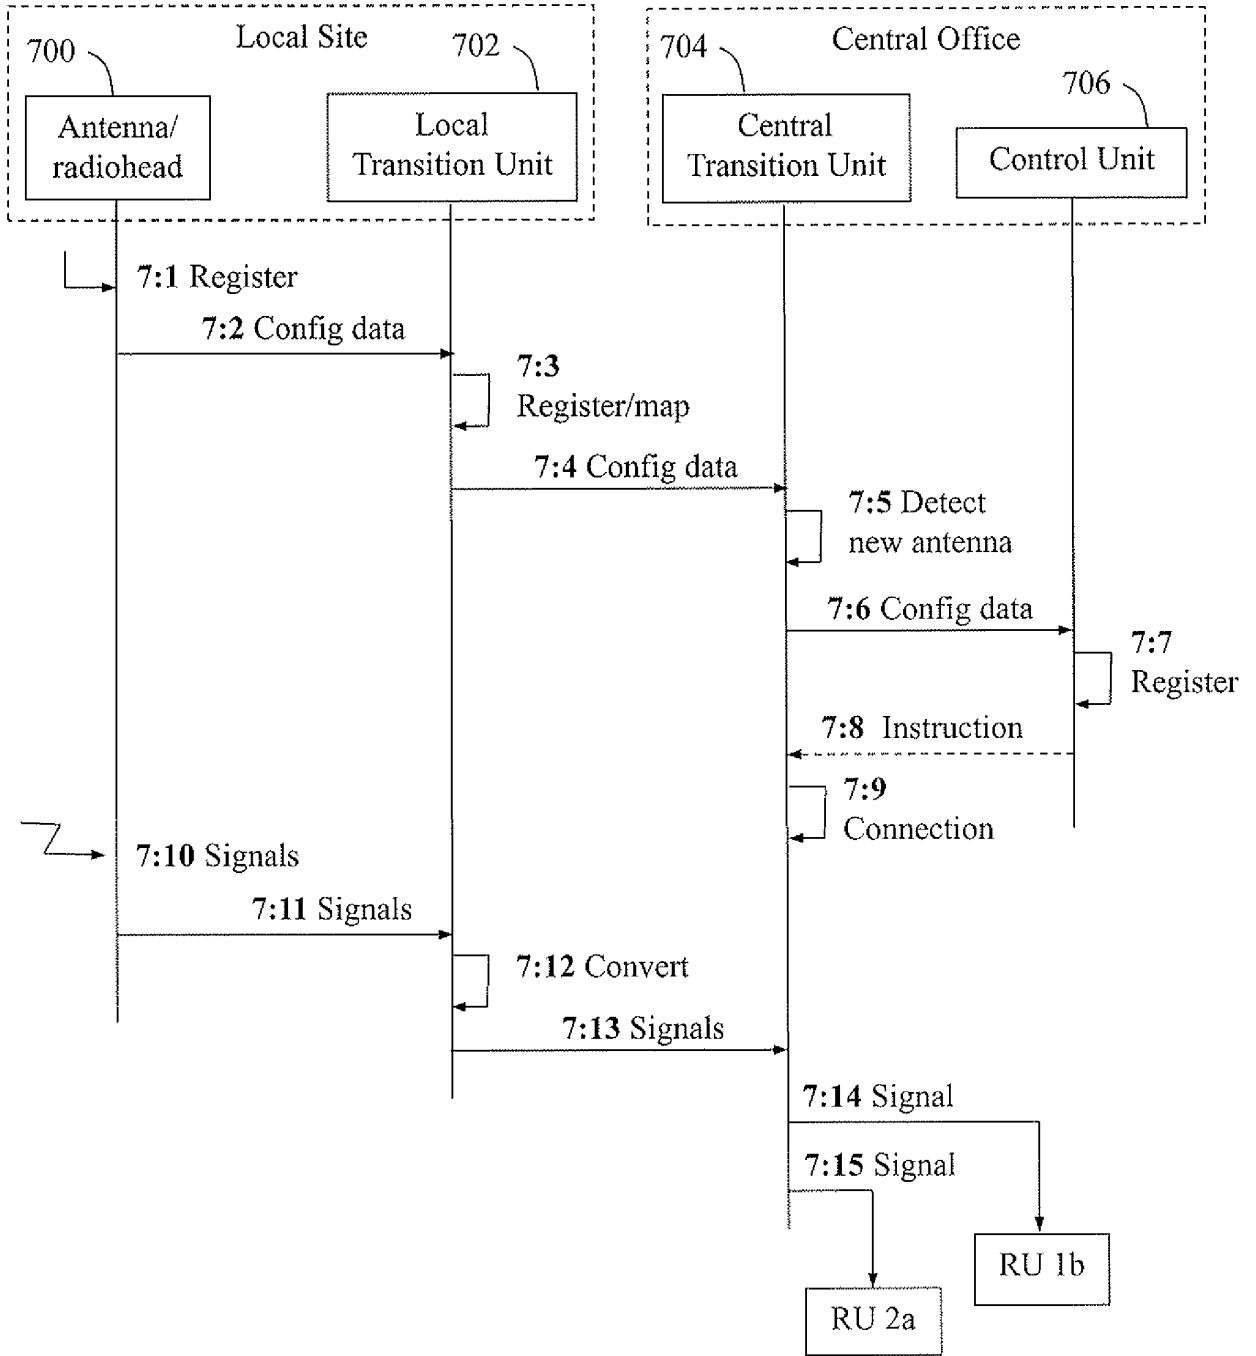 Local Site
Central Office
700
702
704
706
Antenna/
radiohead
Local
Transition Unit
Central
Transition Unit
Control Unit
7:1 Register
7:2 Config data
7:3
Register/map
7:4 Config data
7:5 Detect
new antenna
7:6 Config data
7:7
Register
7:8 Instruction
7:9
Connection
7:10 Signals
7:11 Signals
7:12 Convert
7:13 Signals
7:14 Signal
7:15 Signal
RU 1b
RU 2a